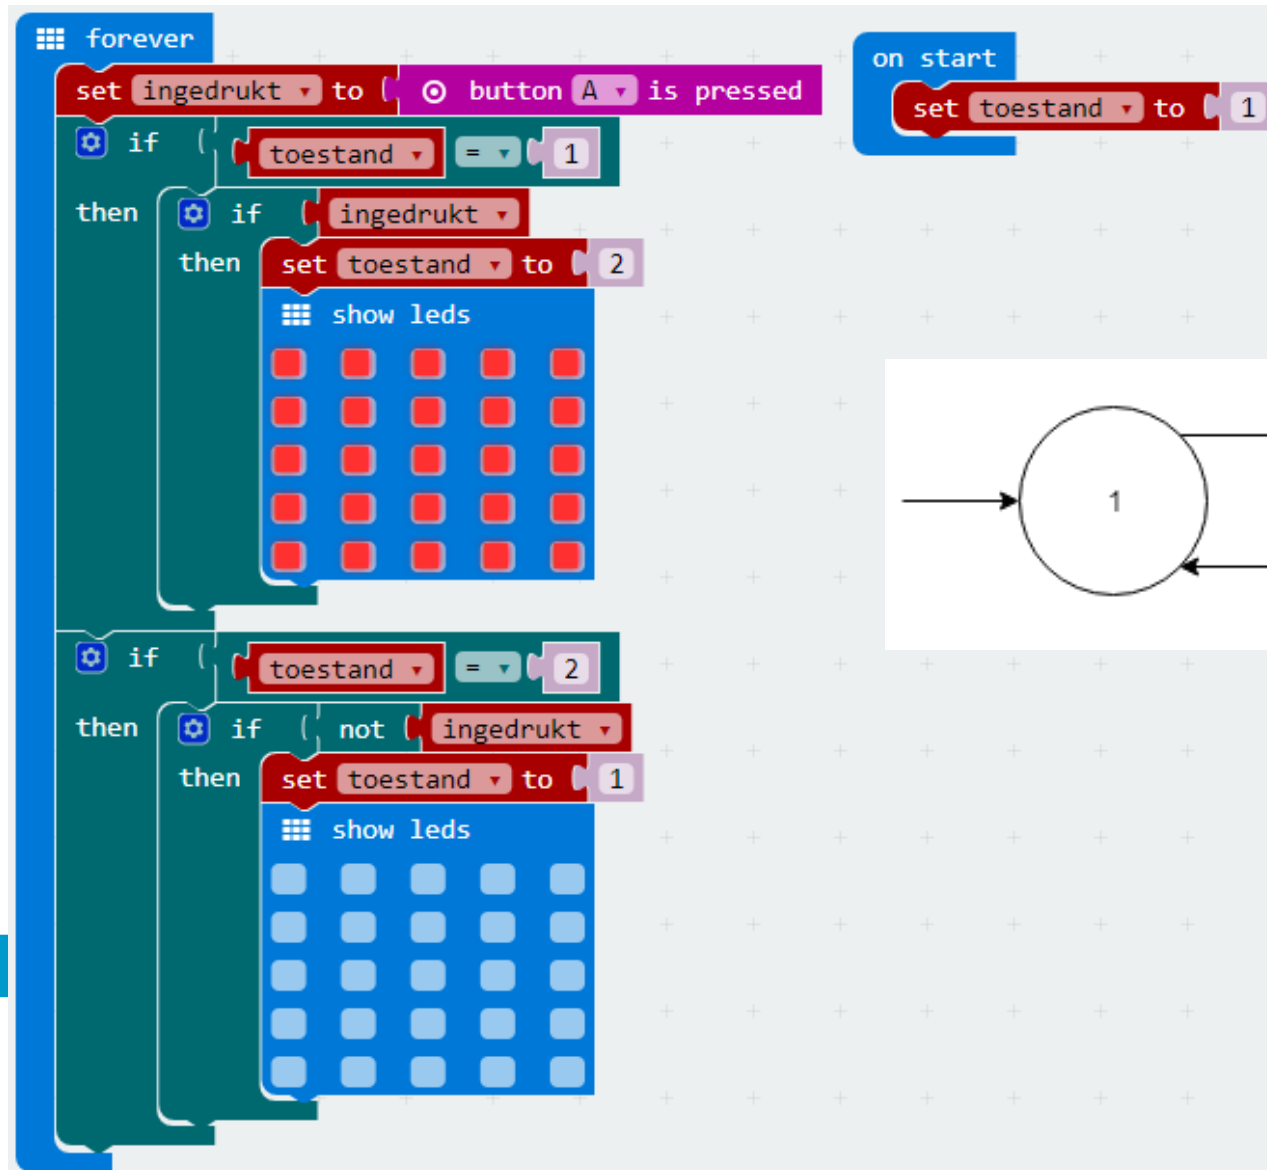 forever
set ingedrukt to button A is pressed
if toestand = 1
then if ingedrukt
then set toestand to 2
show leds
if toestand = 2
then if not ingedrukt
then set toestand to 1
show leds
on start
set toestand to 1
1